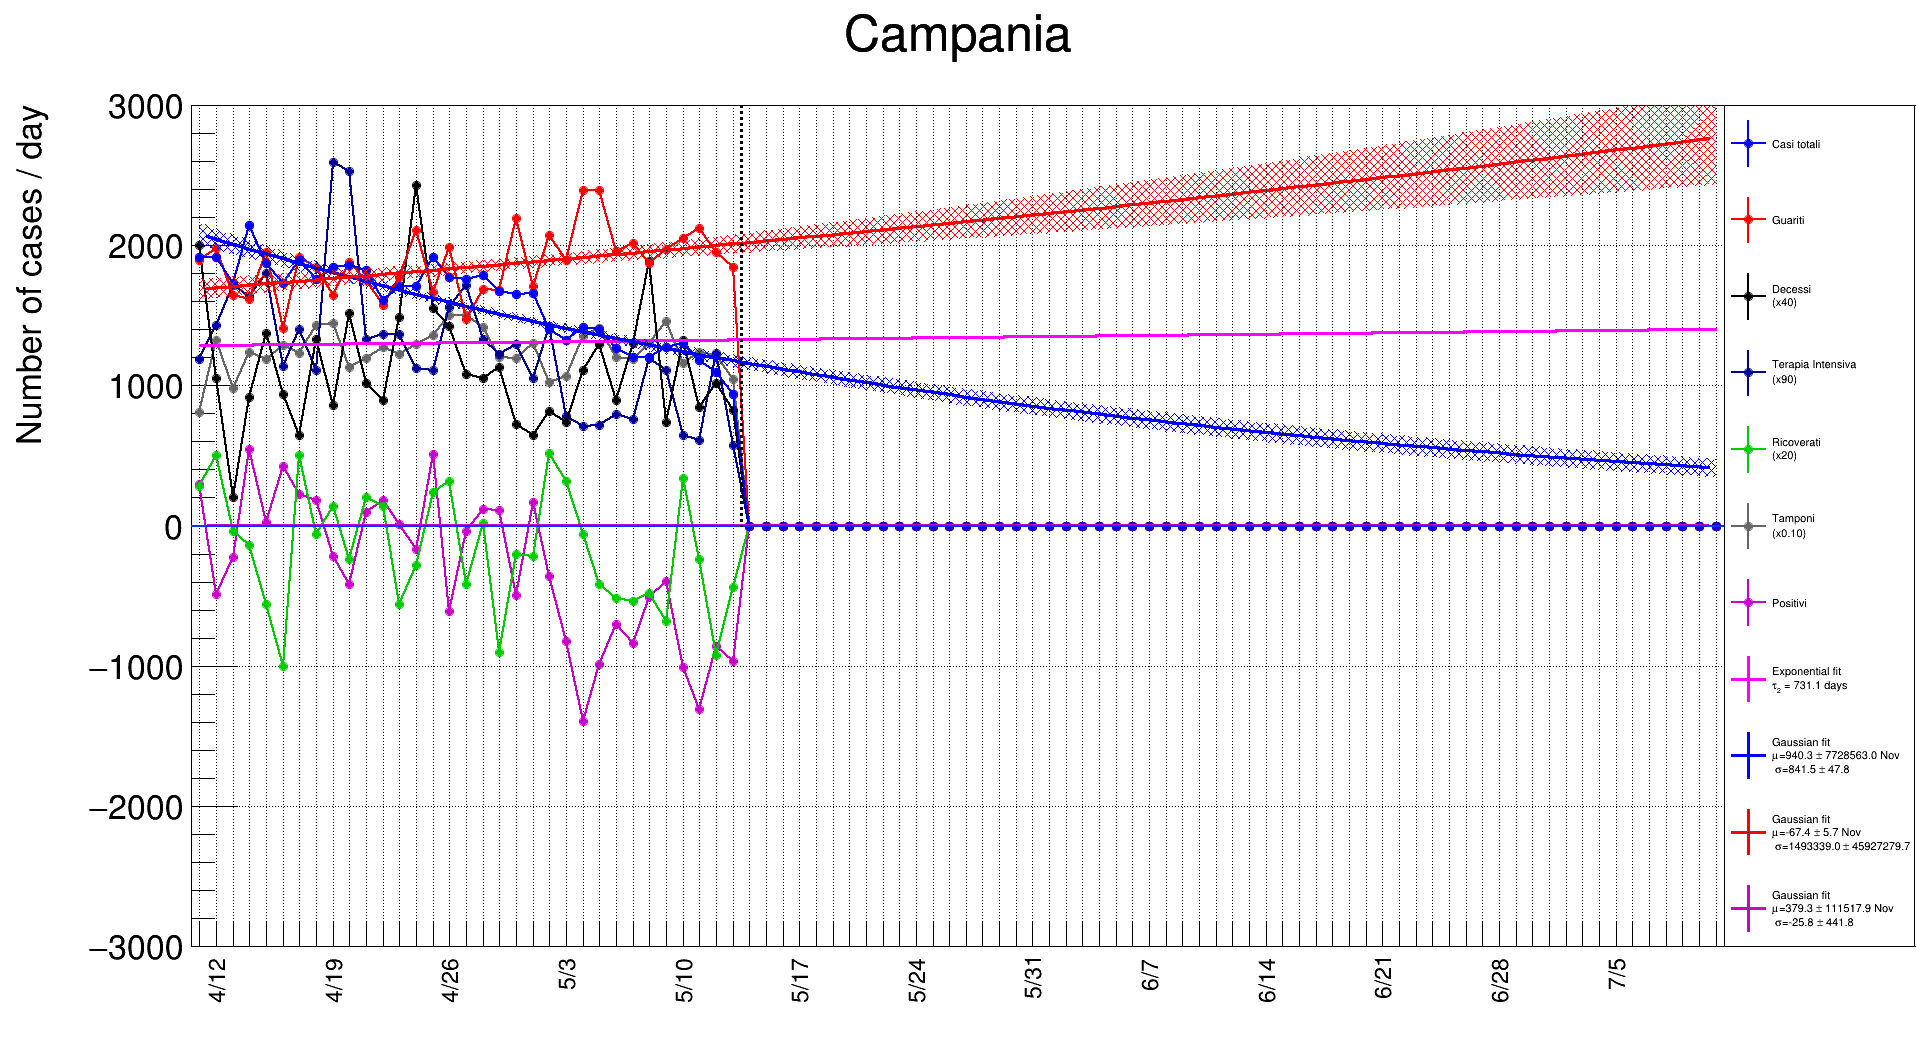 Campania
Number of cases / day
3000
2000
1000
0
−1000
−2000
−3000
4/12
4/19
4/26
5/3
5/10
5/17
5/24
5/31
6/7
6/14
6/21
6/28
7/5
Casi totali
Guariti
Decessi
(x40)
Terapia Intensiva
(x90)
Ricoverati
(x20)
Tamponi
(x0.10)
Positivi
Exponential fit
τ₂ = 731.1 days
Gaussian fit
μ=940.3 ± 7728563.0 Nov
σ=841.5 ± 47.8
Gaussian fit
μ=-67.4 ± 5.7 Nov
σ=1493339.0 ± 45927279.7
Gaussian fit
μ=379.3 ± 111517.9 Nov
σ=-25.8 ± 441.8